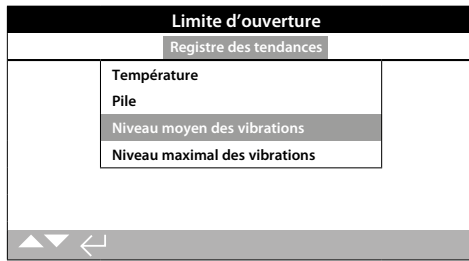 Limite d’ouverture
Registre des tendances
Température
Pile
Niveau moyen des vibrations
Niveau maximal des vibrations